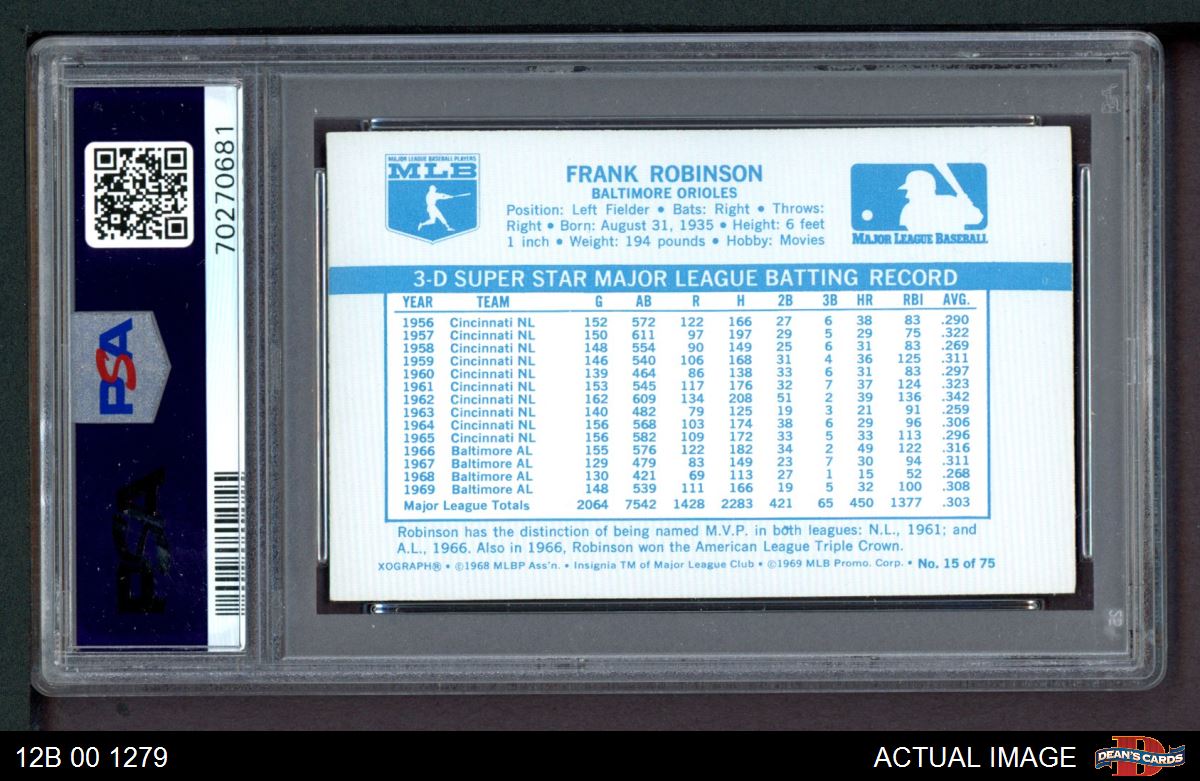 70270681
PSA
PSA
MAJOR LEAGUE BASEBALL PLAYERS
MLB
FRANK ROBINSON
BALTIMORE ORIOLES
Position: Left Fielder • Bats: Right • Throws:
Right • Born: August 31, 1935 • Height: 6 feet
1 inch • Weight: 194 pounds • Hobby: Movies
MAJOR LEAGUE BASEBALL
3-D SUPER STAR MAJOR LEAGUE BATTING RECORD
YEAR TEAM G AB R H 2B 3B HR RBI AVG.
1956 Cincinnati NL 152 572 122 166 27 6 38 83 .290
1957 Cincinnati NL 150 611 97 197 29 5 29 75 .322
1958 Cincinnati NL 148 554 90 149 25 6 31 83 .269
1959 Cincinnati NL 146 540 106 168 31 4 36 125 .311
1960 Cincinnati NL 139 464 86 138 33 6 31 83 .297
1961 Cincinnati NL 153 545 117 176 32 7 37 124 .323
1962 Cincinnati NL 162 609 134 208 51 2 39 136 .342
1963 Cincinnati NL 140 482 79 125 19 3 21 91 .259
1964 Cincinnati NL 156 568 103 174 38 6 29 96 .306
1965 Cincinnati NL 156 582 109 172 33 5 33 113 .296
1966 Baltimore AL 155 576 122 182 34 2 49 122 .316
1967 Baltimore AL 129 479 83 149 23 7 30 94 .311
1968 Baltimore AL 130 421 69 113 27 1 15 52 .268
1969 Baltimore AL 148 539 111 166 19 5 32 100 .308
Major League Totals 2064 7542 1428 2283 421 65 450 1377 .303
Robinson has the distinction of being named M.V.P. in both leagues: N.L., 1961; and
A.L., 1966. Also in 1966, Robinson won the American League Triple Crown.
XOGRAPH® • ©1968 MLBP Ass'n. • Insignia TM of Major League Club • ©1969 MLB Promo. Corp. • No. 15 of 75
12B 00 1279
ACTUAL IMAGE
DEAN'S CARDS